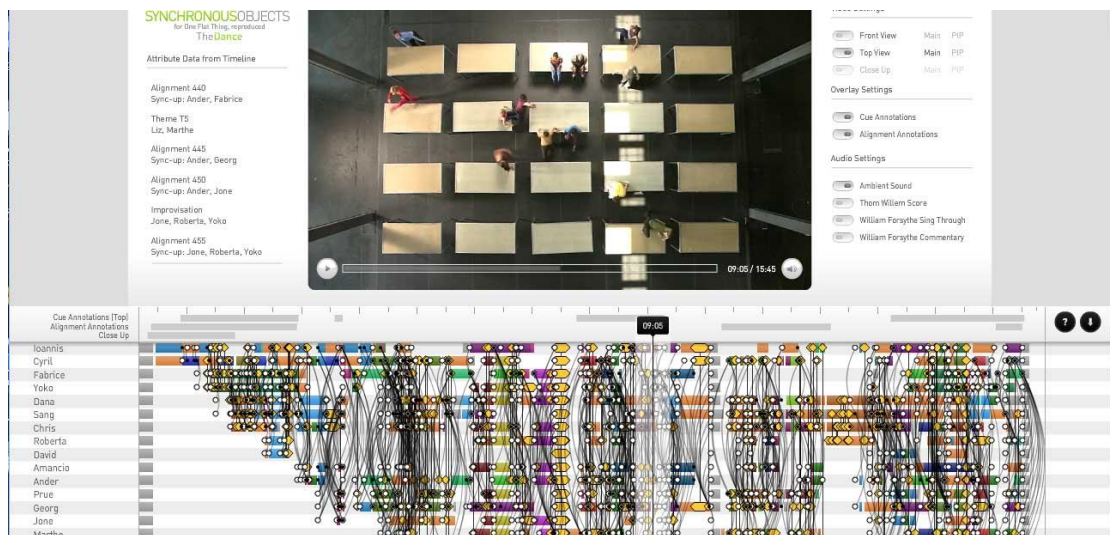 SYNCHRONOUSOBJECTS
for One Flat Thing, reproduced
TheDance
Attribute Data from Timeline
Alignment 440
Sync-up: Ander, Fabrice
Theme T5
Liz, Marthe
Alignment 445
Sync-up: Ander, Georg
Alignment 450
Sync-up: Ander, Jone
Improvisation
Jone, Roberta, Yoko
Alignment 455
Sync-up: Jone, Roberta, Yoko
09:05 / 15:45
Front View Main PIP
Top View Main PIP
Close Up Main PIP
Overlay Settings
Cue Annotations
Alignment Annotations
Audio Settings
Ambient Sound
Thom Willem Score
William Forsythe Sing Through
William Forsythe Commentary
Cue Annotations (Top)
Alignment Annotations
Close Up
09:05
?
Ioannis
Cyril
Fabrice
Yoko
Dana
Sang
Chris
Roberta
David
Amancio
Ander
Prue
Georg
Jone
Marthe